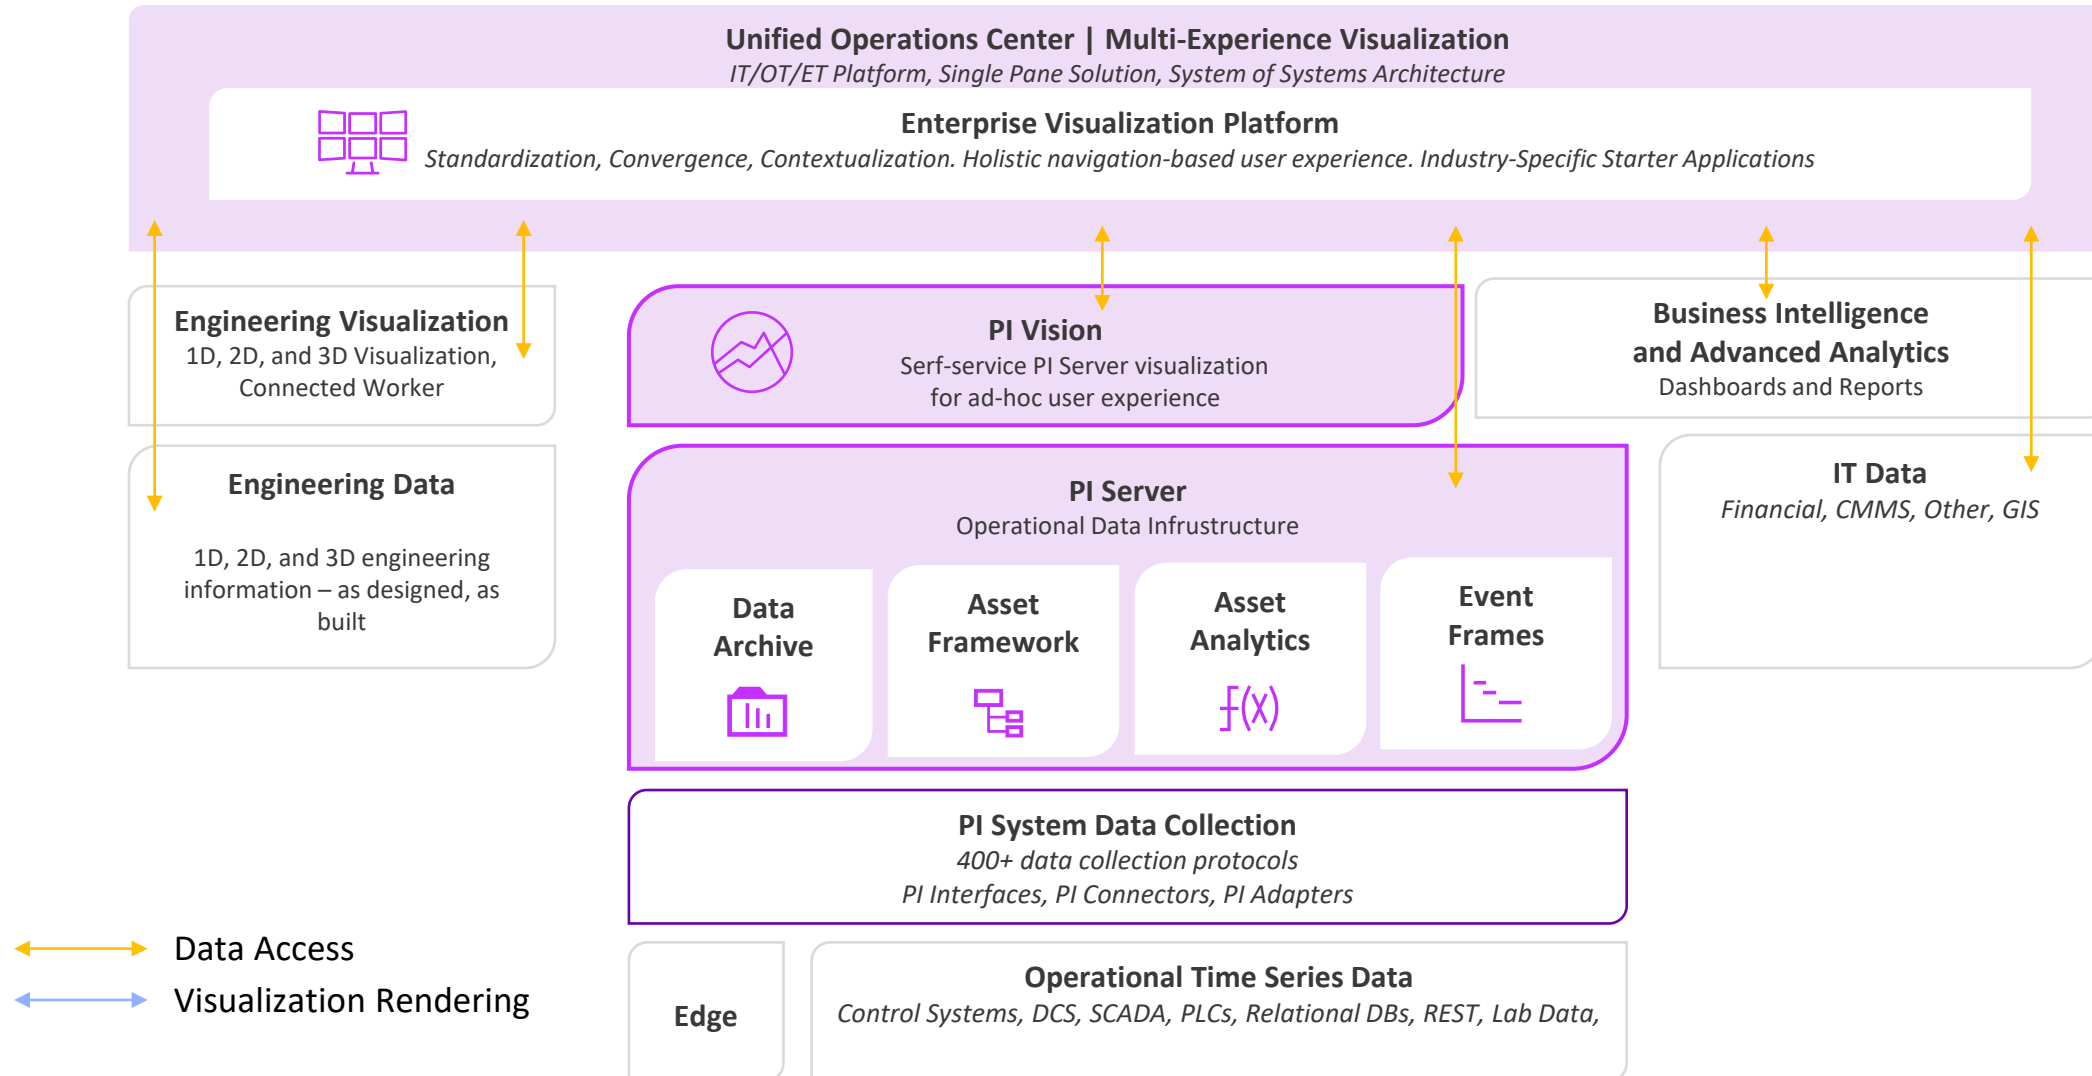 Unified Operations Center | Multi-Experience Visualization
IT/OT/ET Platform, Single Pane Solution, System of Systems Architecture
Enterprise Visualization Platform
Standardization, Convergence, Contextualization. Holistic navigation-based user experience. Industry-Specific Starter Applications
Engineering Visualization
1D, 2D, and 3D Visualization,
Connected Worker
PI Vision
Serf-service PI Server visualization
for ad-hoc user experience
Business Intelligence
and Advanced Analytics
Dashboards and Reports
Engineering Data
1D, 2D, and 3D engineering
information – as designed, as
built
PI Server
Operational Data Infrustructure
Data
Archive
Asset
Framework
Asset
Analytics
f(x)
Event
Frames
IT Data
Financial, CMMS, Other, GIS
PI System Data Collection
400+ data collection protocols
PI Interfaces, PI Connectors, PI Adapters
Data Access
Visualization Rendering
Edge
Operational Time Series Data
Control Systems, DCS, SCADA, PLCs, Relational DBs, REST, Lab Data,